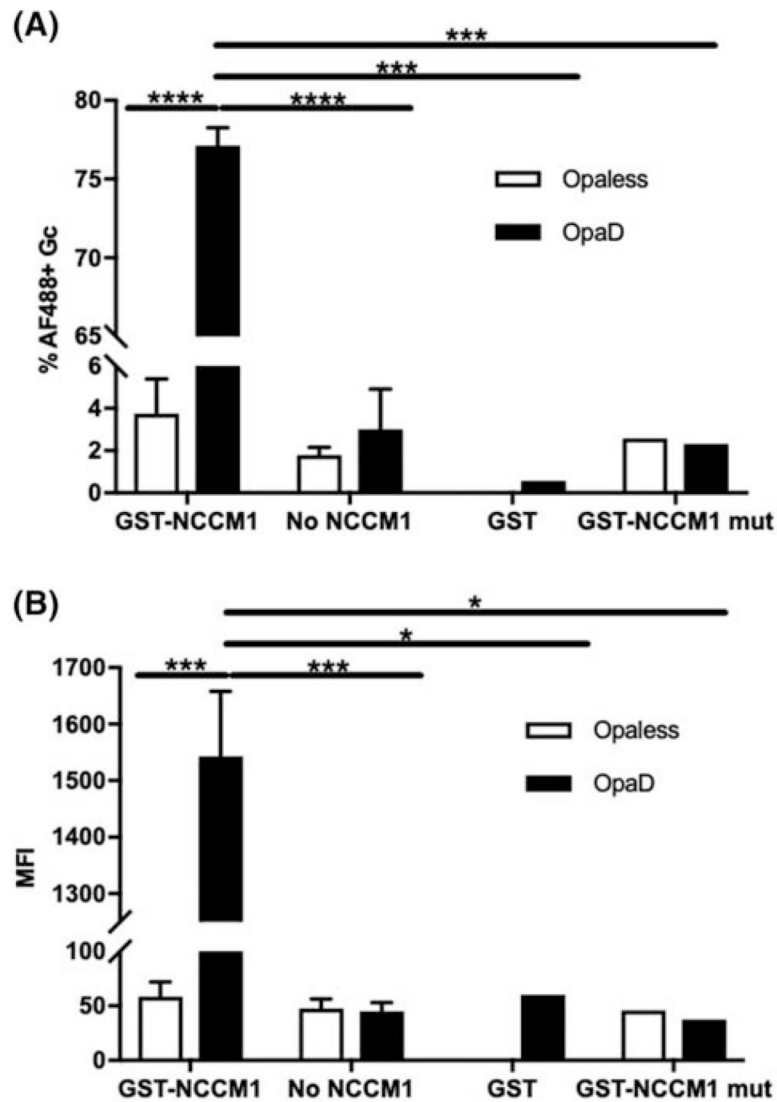 (A)
***
***
**** ****
80
75
70
65
6
4
2
0
% AF488+ Gc
Opaless
OpaD
GST-NCCM1 No NCCM1 GST GST-NCCM1 mut
(B)
*
*
*** ***
1700
1600
1500
1400
1300
100
50
0
MFI
Opaless
OpaD
GST-NCCM1 No NCCM1 GST GST-NCCM1 mut